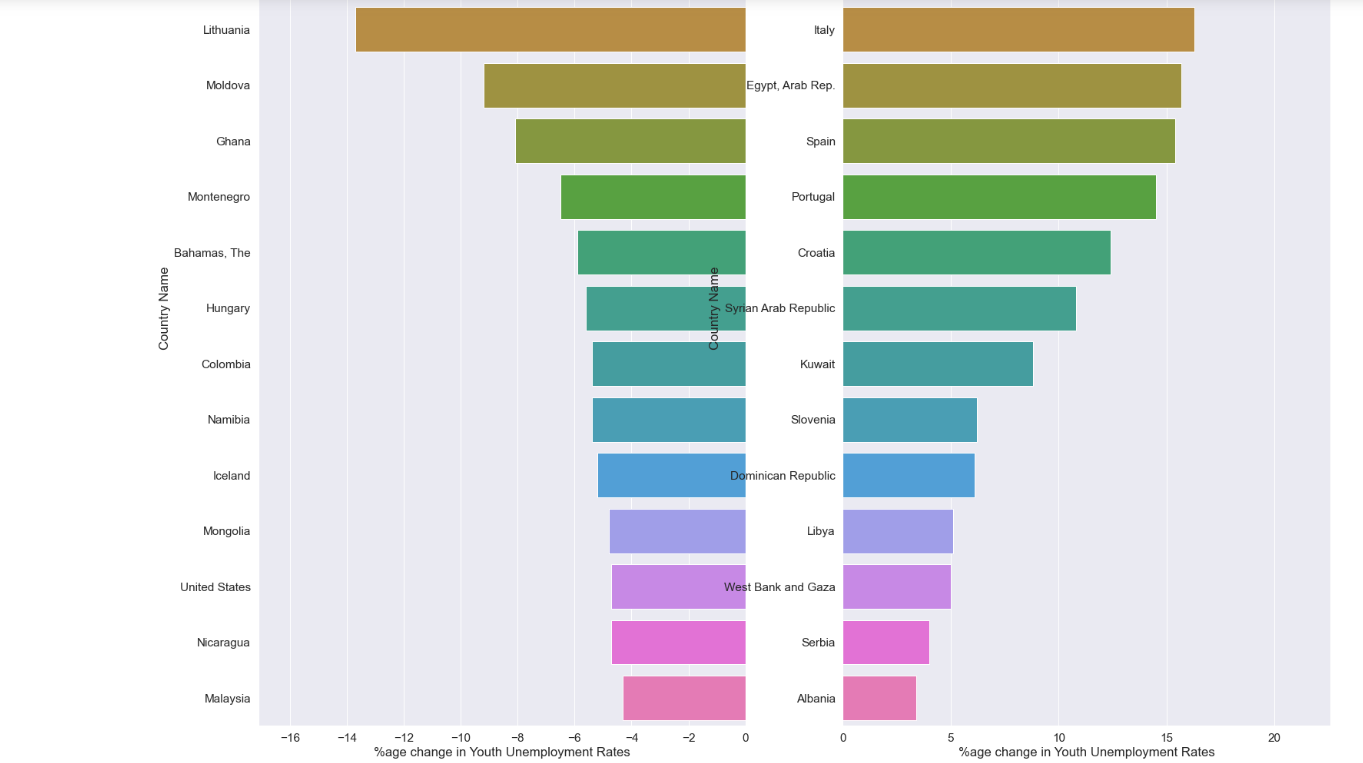 Lithuania
Moldova
Ghana
Montenegro
Bahamas, The
Hungary
Colombia
Namibia
Iceland
Mongolia
United States
Nicaragua
Malaysia
Country Name
−16 −14 −12 −10 −8 −6 −4 −2 0
%age change in Youth Unemployment Rates
Italy
Egypt, Arab Rep.
Spain
Portugal
Croatia
Syrian Arab Republic
Kuwait
Slovenia
Dominican Republic
Libya
West Bank and Gaza
Serbia
Albania
Country Name
0 5 10 15 20
%age change in Youth Unemployment Rates